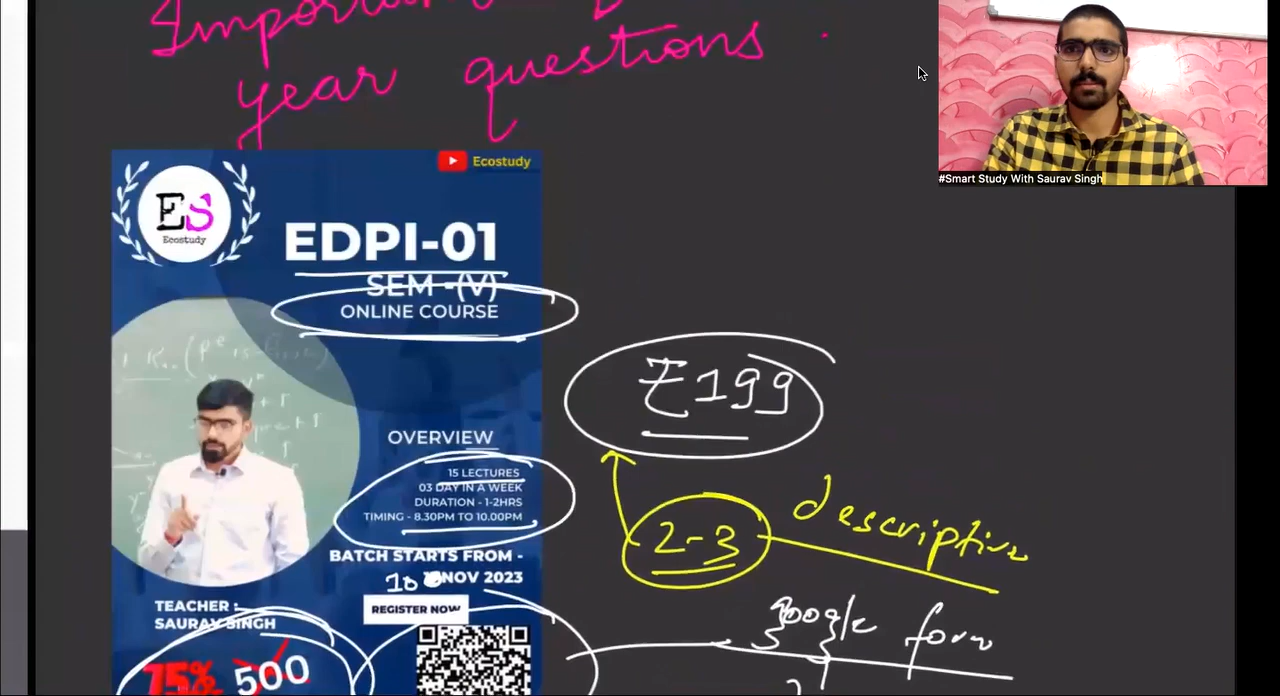 year questions
#Smart Study With Saurav Singh
Ecostudy
ES
Ecostudy
EDPI-01
SEM -(V)
ONLINE COURSE
₹199
OVERVIEW
15 LECTURES
03 DAY IN A WEEK
DURATION - 1-2HRS
TIMING - 8.30PM TO 10.00PM
2-3 descriptive
BATCH STARTS FROM -
NOV 2023
REGISTER NOW
TEACHER :
SAURAV SINGH
google form
75% 500